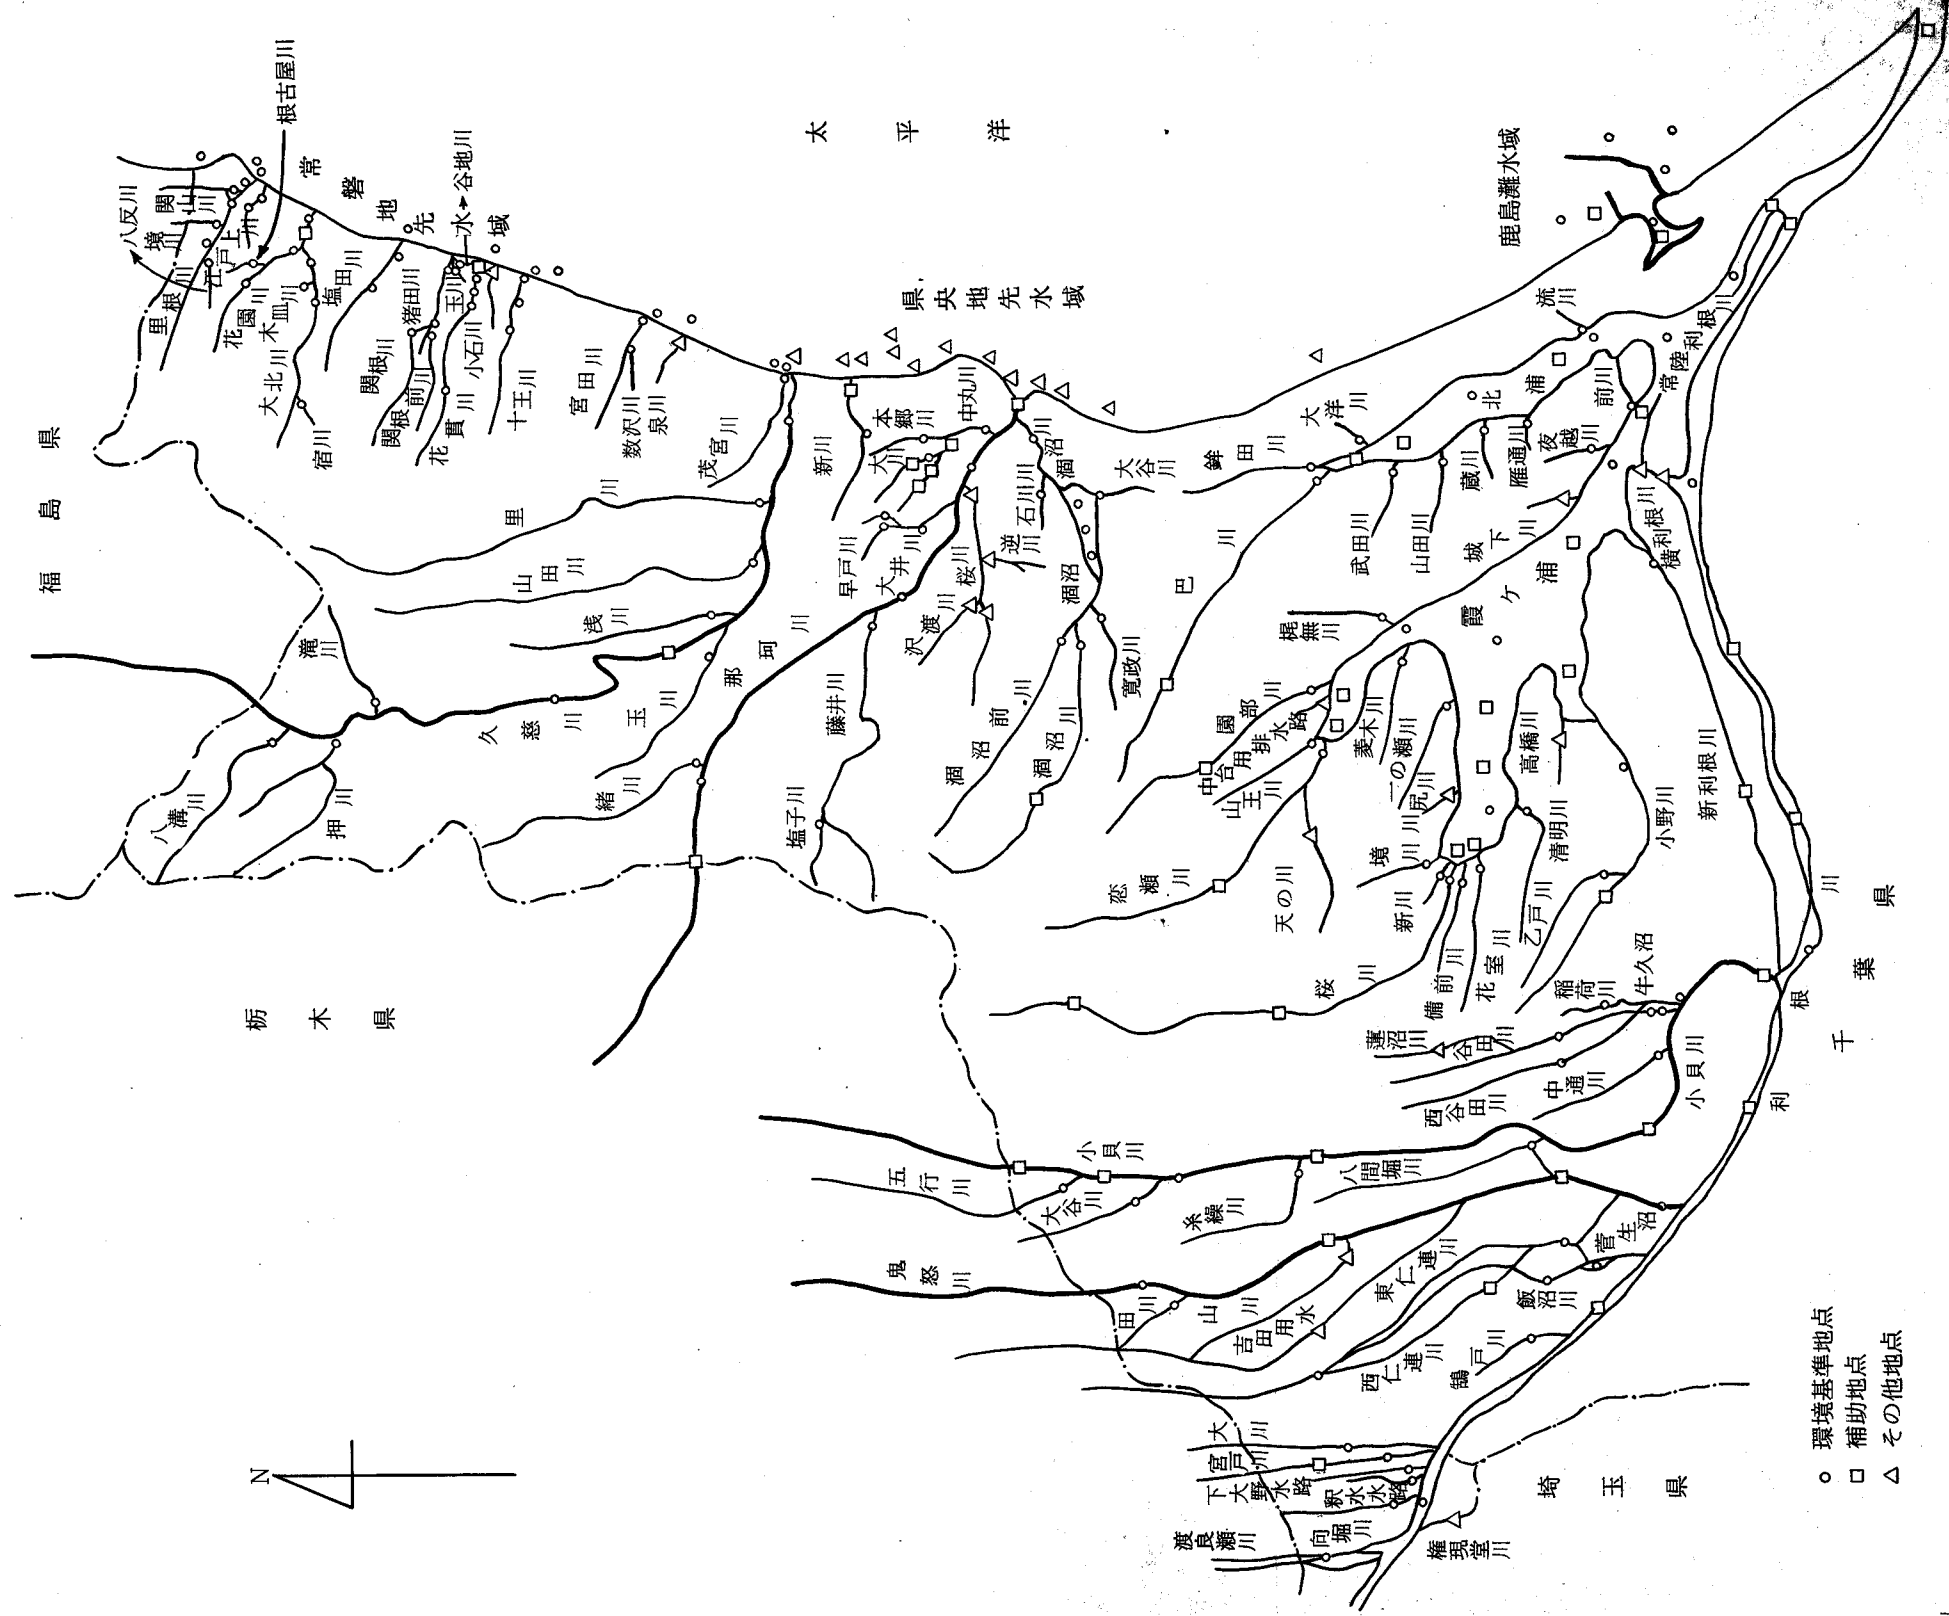 N
福島県
栃木県
埼玉県
千葉県
太平洋
常磐地先水域
県央地先水域
鹿島灘水域
根古屋川
八反川
関山川
境川
里根川
江戸上川
花園川
木皿川
塩田川
大北川
宿川
水→谷地川
猪田川
玉川
関根川
関根前川
小石川
花貫川
十王川
宮田川
数沢川
泉川
茂宮川
里川
山田川
浅川
滝川
久慈川
玉川
八溝川
押川
緒川
那珂川
新川
本郷川
大川
中丸川
早戸川
大井川
桜川
逆川
石川川
沢渡川
藤井川
塩子川
涸沼川
涸沼
涸沼前川
涸沼川
寛政川
大谷川
鉾田川
大洋川
巴川
武田川
山田川
蔵川
雁通川
夜越川
前川
北浦
流川
常陸利根川
横利根川
城下川
霞ケ浦
梶無川
園部川
中台用排水路
山王川
恋瀬川
天の川
菱木川
一の瀬川
川尻川
境川
新川
桜川
備前川
花室川
清明川
高橋川
乙戸川
小野川
新利根川
稲荷川
牛久沼
蓮沼川
谷田川
西谷田川
中通川
小貝川
利根川
五行川
小貝川
大谷川
糸繰川
八間堀川
鬼怒川
田川
山川
吉田用水
東仁連川
西仁連川
飯沼川
菅生沼
鵠戸川
大川
宮戸川
下大野水路
釈水水路
向堀川
渡良瀬川
権現堂川
○ 環境基準地点
□ 補助地点
△ その他地点